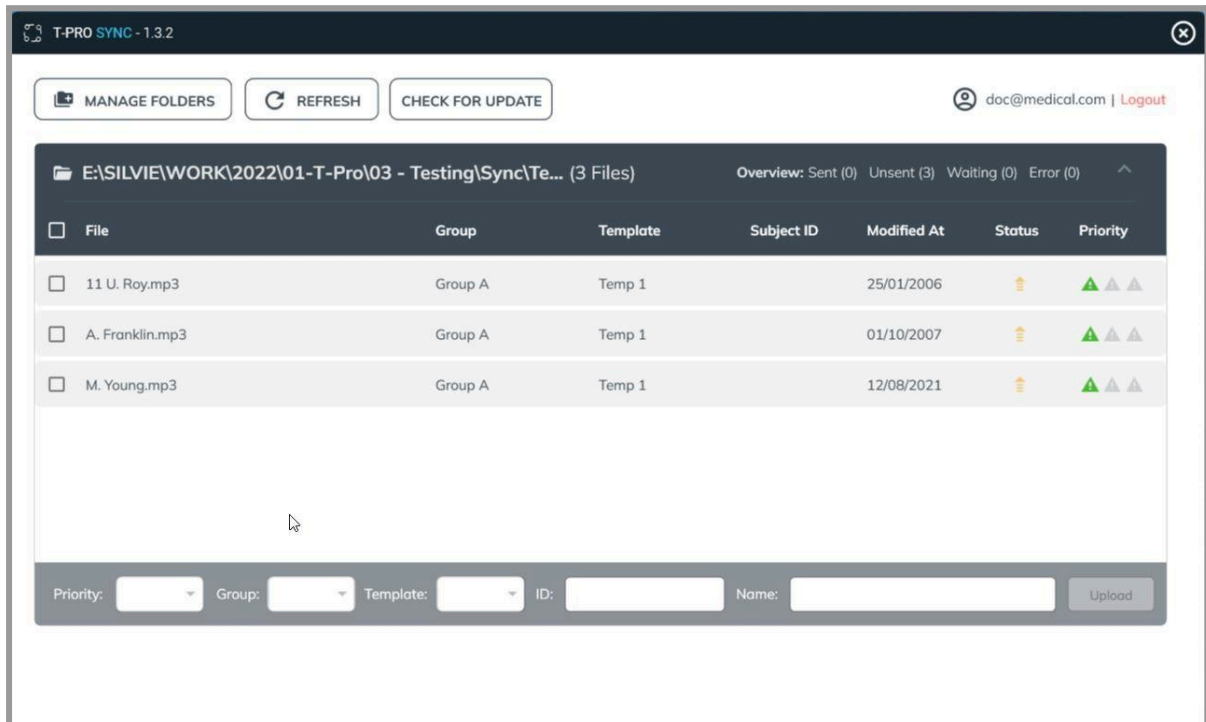 T-PRO SYNC - 1.3.2
MANAGE FOLDERS REFRESH CHECK FOR UPDATE doc@medical.com | Logout
E:\SILVIE\WORK\2022\01-T-Pro\03 - Testing\Sync\Te... (3 Files) Overview: Sent (0) Unsent (3) Waiting (0) Error (0)
File Group Template Subject ID Modified At Status Priority
11 U. Roy.mp3 Group A Temp 1 25/01/2006
A. Franklin.mp3 Group A Temp 1 01/10/2007
M. Young.mp3 Group A Temp 1 12/08/2021
Priority: Group: Template: ID: Name: Upload